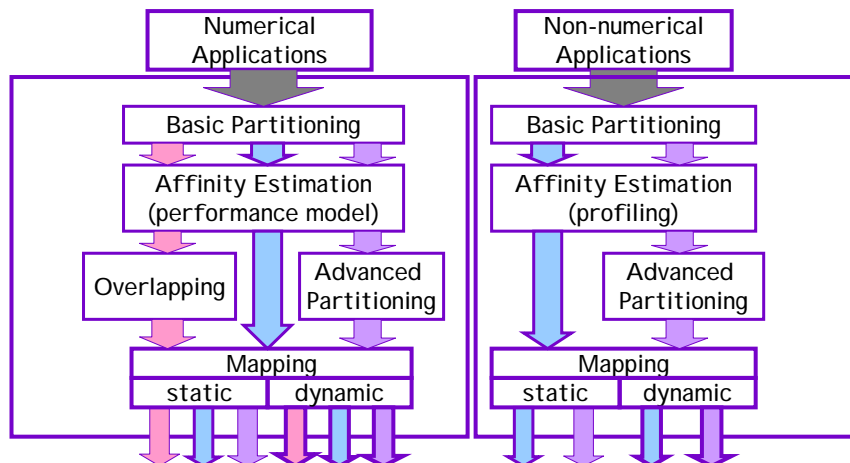 Numerical
Applications
Basic Partitioning
Affinity Estimation
(performance model)
Overlapping
Advanced
Partitioning
Mapping
static
dynamic
Non-numerical
Applications
Basic Partitioning
Affinity Estimation
(profiling)
Advanced
Partitioning
Mapping
static
dynamic